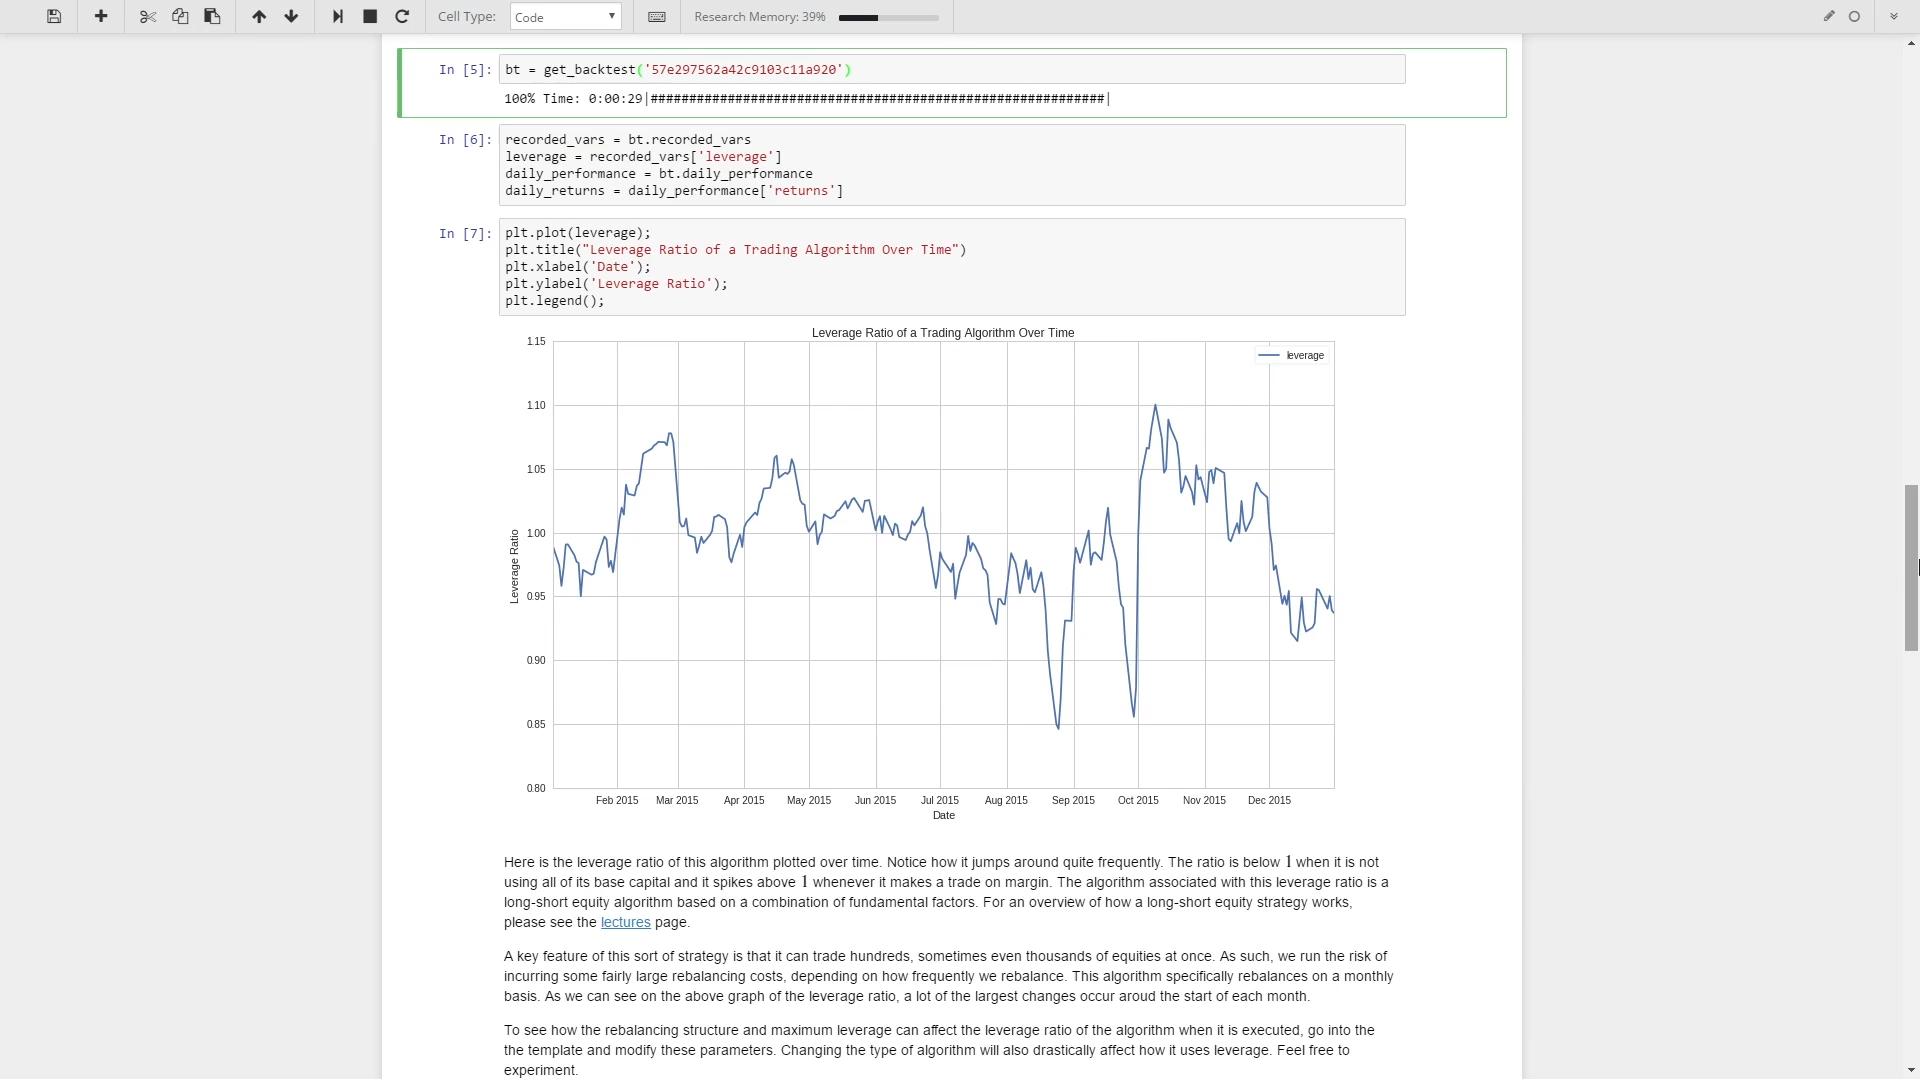 Cell Type: Code Research Memory: 39%
In [5]: bt = get_backtest('57e297562a42c9103c11a920')
100% Time: 0:00:29|###########################################################|
In [6]: recorded_vars = bt.recorded_vars
leverage = recorded_vars['leverage']
daily_performance = bt.daily_performance
daily_returns = daily_performance['returns']
In [7]: plt.plot(leverage);
plt.title("Leverage Ratio of a Trading Algorithm Over Time")
plt.xlabel('Date');
plt.ylabel('Leverage Ratio');
plt.legend();
Leverage Ratio of a Trading Algorithm Over Time
leverage
1.15
1.10
1.05
1.00
0.95
0.90
0.85
0.80
Leverage Ratio
Feb 2015 Mar 2015 Apr 2015 May 2015 Jun 2015 Jul 2015 Aug 2015 Sep 2015 Oct 2015 Nov 2015 Dec 2015
Date
Here is the leverage ratio of this algorithm plotted over time. Notice how it jumps around quite frequently. The ratio is below 1 when it is not
using all of its base capital and it spikes above 1 whenever it makes a trade on margin. The algorithm associated with this leverage ratio is a
long-short equity algorithm based on a combination of fundamental factors. For an overview of how a long-short equity strategy works,
please see the lectures page.
A key feature of this sort of strategy is that it can trade hundreds, sometimes even thousands of equities at once. As such, we run the risk of
incurring some fairly large rebalancing costs, depending on how frequently we rebalance. This algorithm specifically rebalances on a monthly
basis. As we can see on the above graph of the leverage ratio, a lot of the largest changes occur aroud the start of each month.
To see how the rebalancing structure and maximum leverage can affect the leverage ratio of the algorithm when it is executed, go into the
the template and modify these parameters. Changing the type of algorithm will also drastically affect how it uses leverage. Feel free to
experiment.